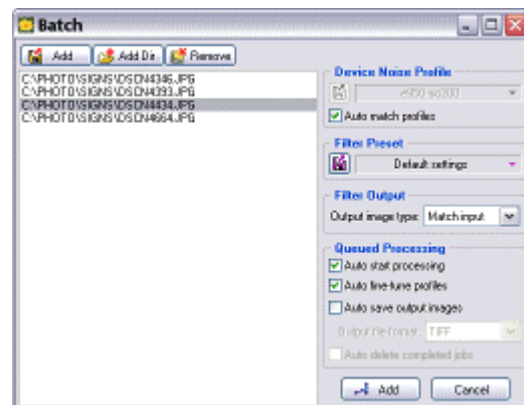 Batch
Add
Add Dir
Remove
C:\PHOTO\SIGNS\DSCN4346.JPG
C:\PHOTO\SIGNS\DSCN4393.JPG
C:\PHOTO\SIGNS\DSCN4434.JPG
C:\PHOTO\SIGNS\DSCN4664.JPG
Device Noise Profile
e900-iso200
Auto match profiles
Filter Preset
Default settings
Filter Output
Output image type: Match input
Queued Processing
Auto start processing
Auto fine-tune profiles
Auto save output images
Output file format: TIFF
Auto delete completed jobs
Add
Cancel